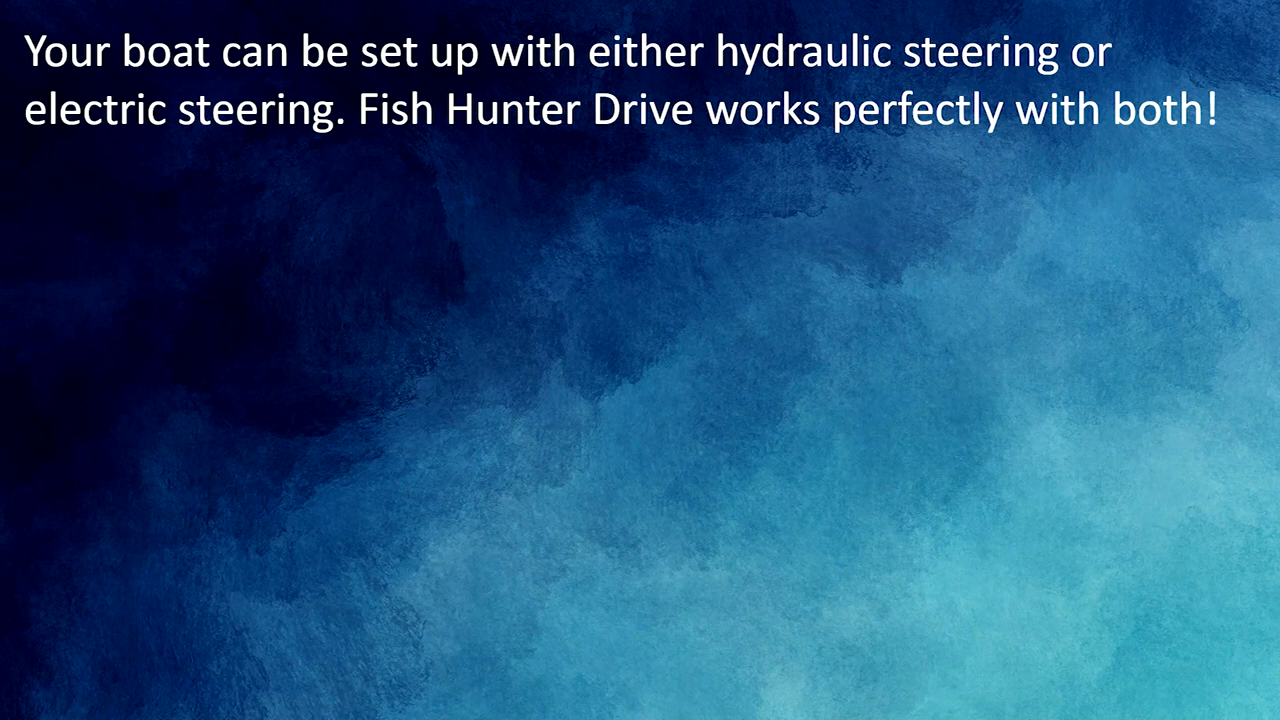 Your boat can be set up with either hydraulic steering or
electric steering. Fish Hunter Drive works perfectly with both!